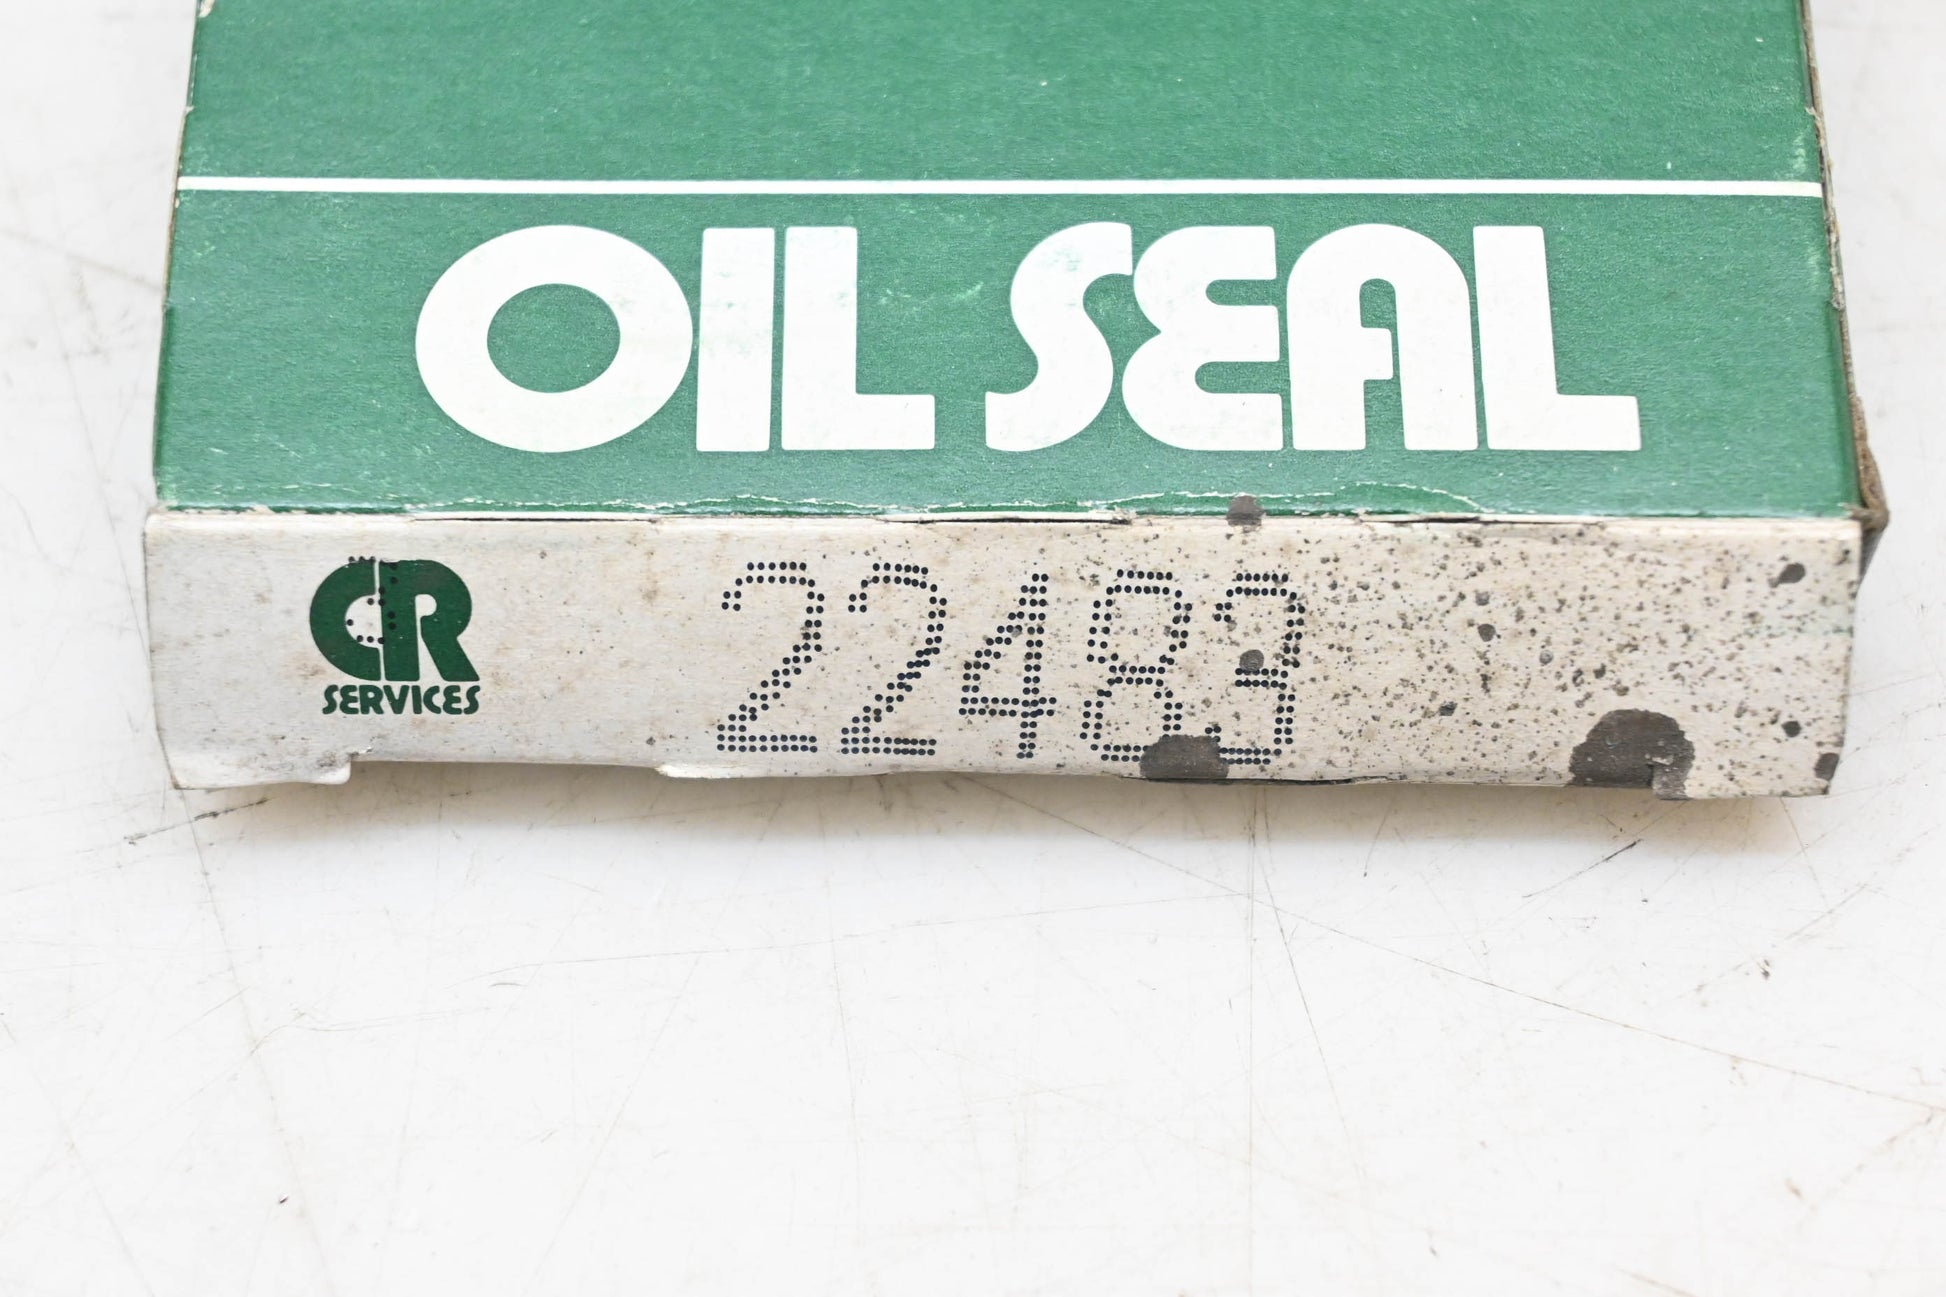 OIL SEAL
CR
SERVICES
22483